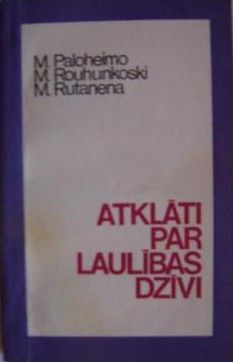 M. Paloheimo
M. Rouhunkoski
M. Rutanena
ATKLĀTI
PAR
LAULĪBAS
DZĪVI